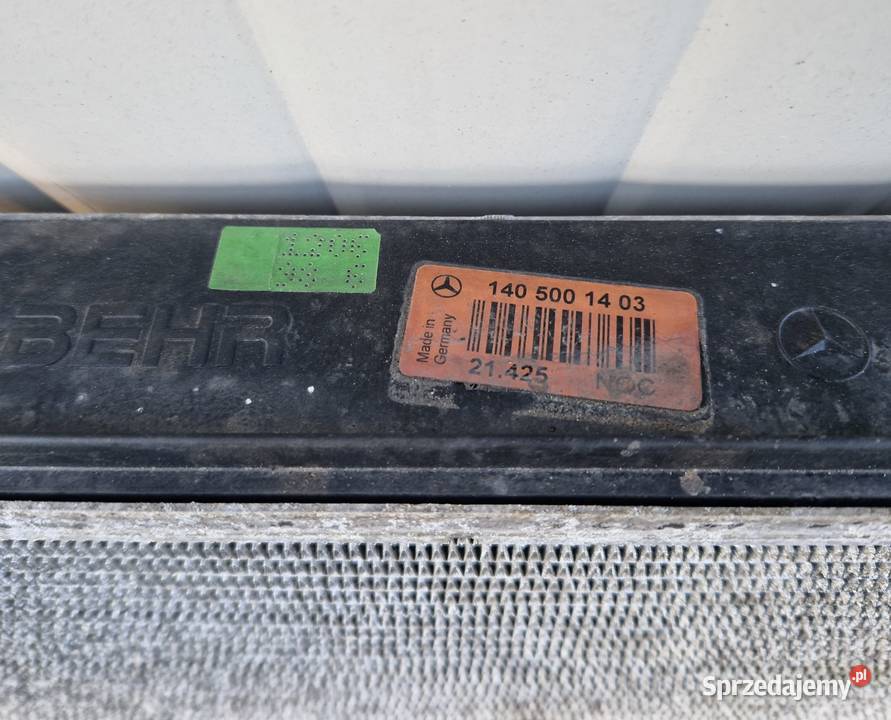 BEHR
140 500 14 03
Made in
Germany
21.425 NOC
Sprzedajemy.pl